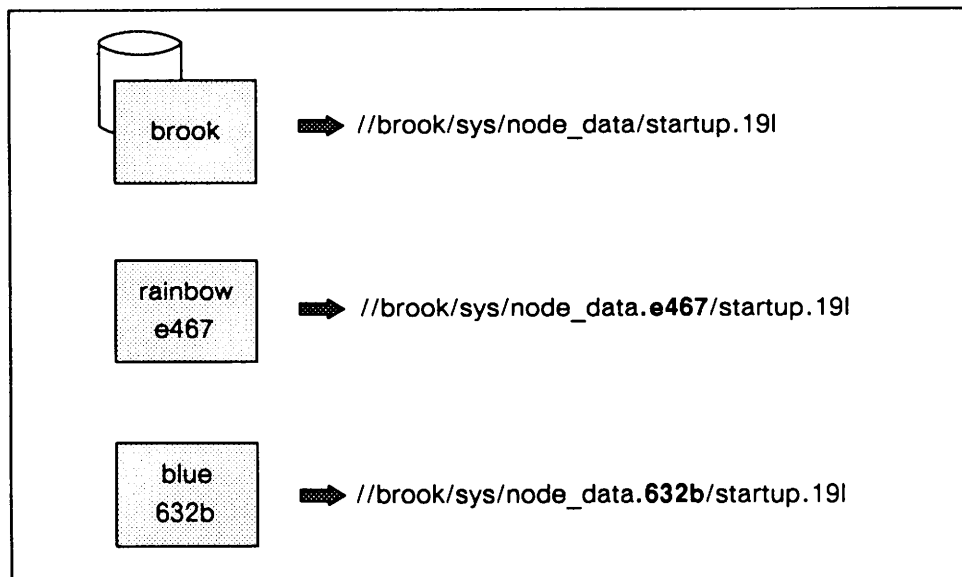 brook
//brook/sys/node_data/startup.19l
rainbow
e467
//brook/sys/node_data.e467/startup.19l
blue
632b
//brook/sys/node_data.632b/startup.19l